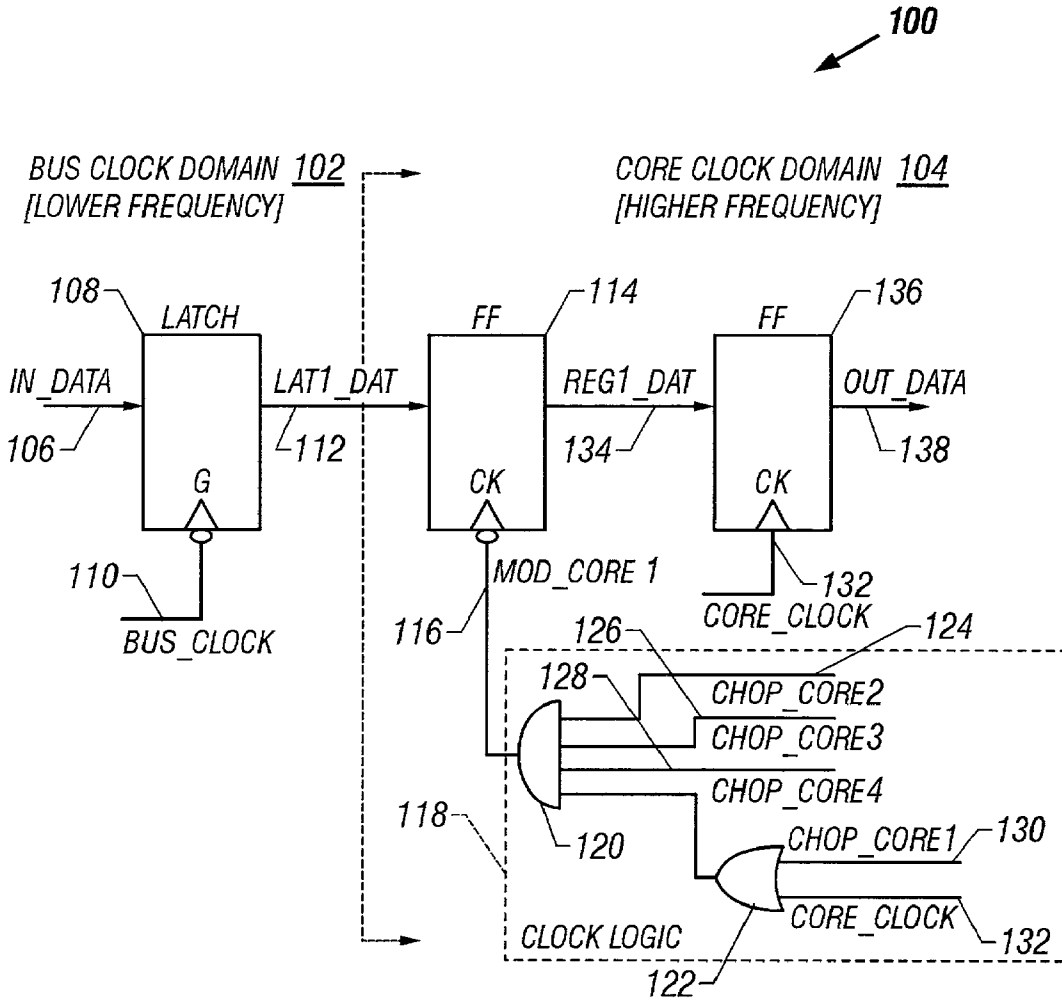 100
BUS CLOCK DOMAIN 102
[LOWER FREQUENCY]
CORE CLOCK DOMAIN 104
[HIGHER FREQUENCY]
108
LATCH
FF
114
FF
136
IN_DATA
106
LAT1_DAT
112
REG1_DAT
134
OUT_DATA
138
G
CK
CK
110
BUS_CLOCK
MOD_CORE 1
116
132
CORE_CLOCK
126
124
128
CHOP_CORE2
CHOP_CORE3
CHOP_CORE4
118
120
CHOP_CORE1
130
CORE_CLOCK
132
CLOCK LOGIC
122